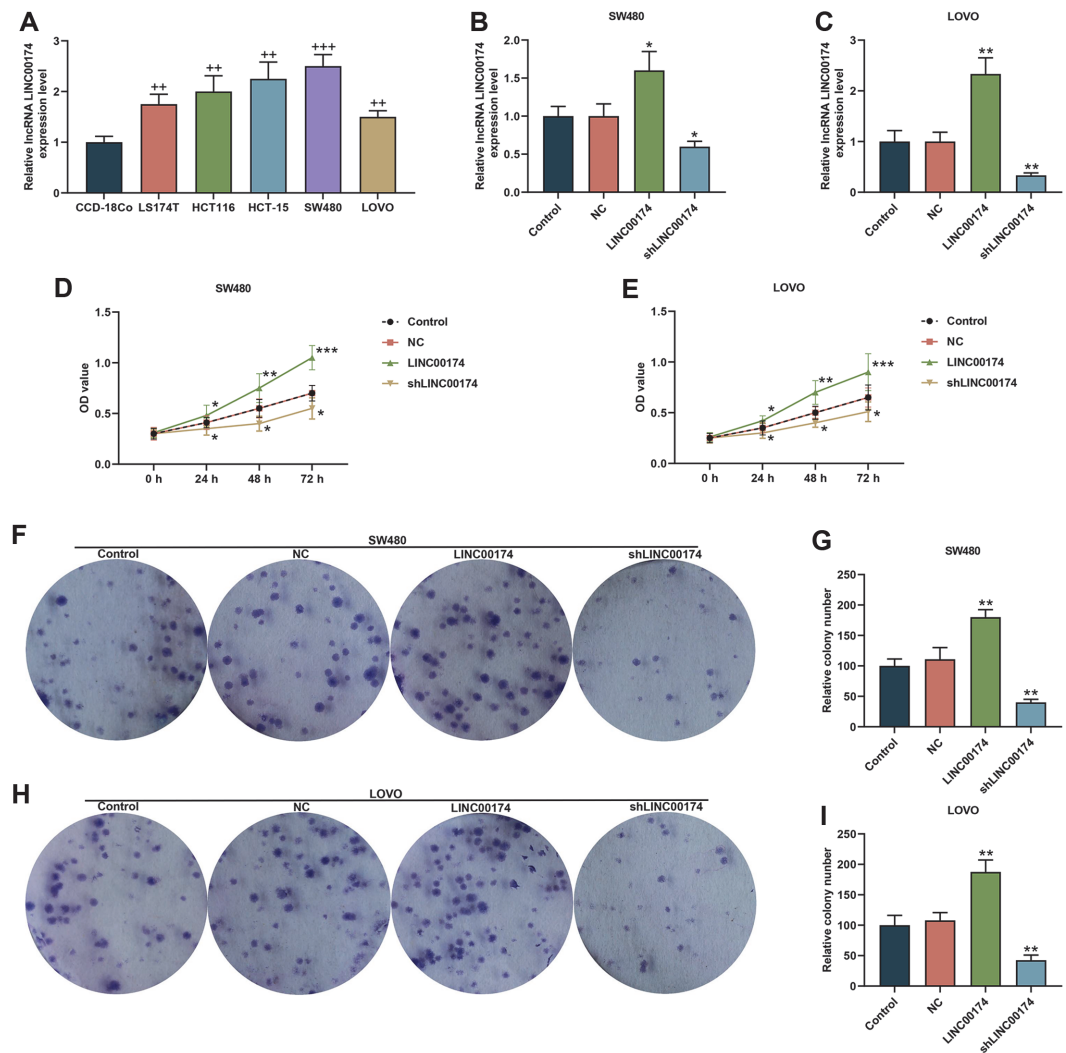 A
Relative lncRNA LINC00174
expression level
3
2
1
0
++
++
++
+++
++
CCD-18Co LS174T HCT116 HCT-15 SW480 LOVO
B
SW480
Relative lncRNA LINC00174
expression level
2.0
1.5
1.0
0.5
0.0
*
*
Control
NC
LINC00174
shLINC00174
C
LOVO
Relative lncRNA LINC00174
expression level
3
2
1
0
**
**
Control
NC
LINC00174
shLINC00174
D
SW480
OD value
1.5
1.0
0.5
0.0
*
**
***
*
*
*
0 h 24 h 48 h 72 h
Control
NC
LINC00174
shLINC00174
E
LOVO
OD value
1.5
1.0
0.5
0.0
*
**
***
*
*
*
0 h 24 h 48 h 72 h
Control
NC
LINC00174
shLINC00174
F
SW480
Control NC LINC00174 shLINC00174
G
SW480
Relative colony number
250
200
150
100
50
0
**
**
Control
NC
LINC00174
shLINC00174
H
LOVO
Control NC LINC00174 shLINC00174
I
LOVO
Relative colony number
250
200
150
100
50
0
**
**
Control
NC
LINC00174
shLINC00174